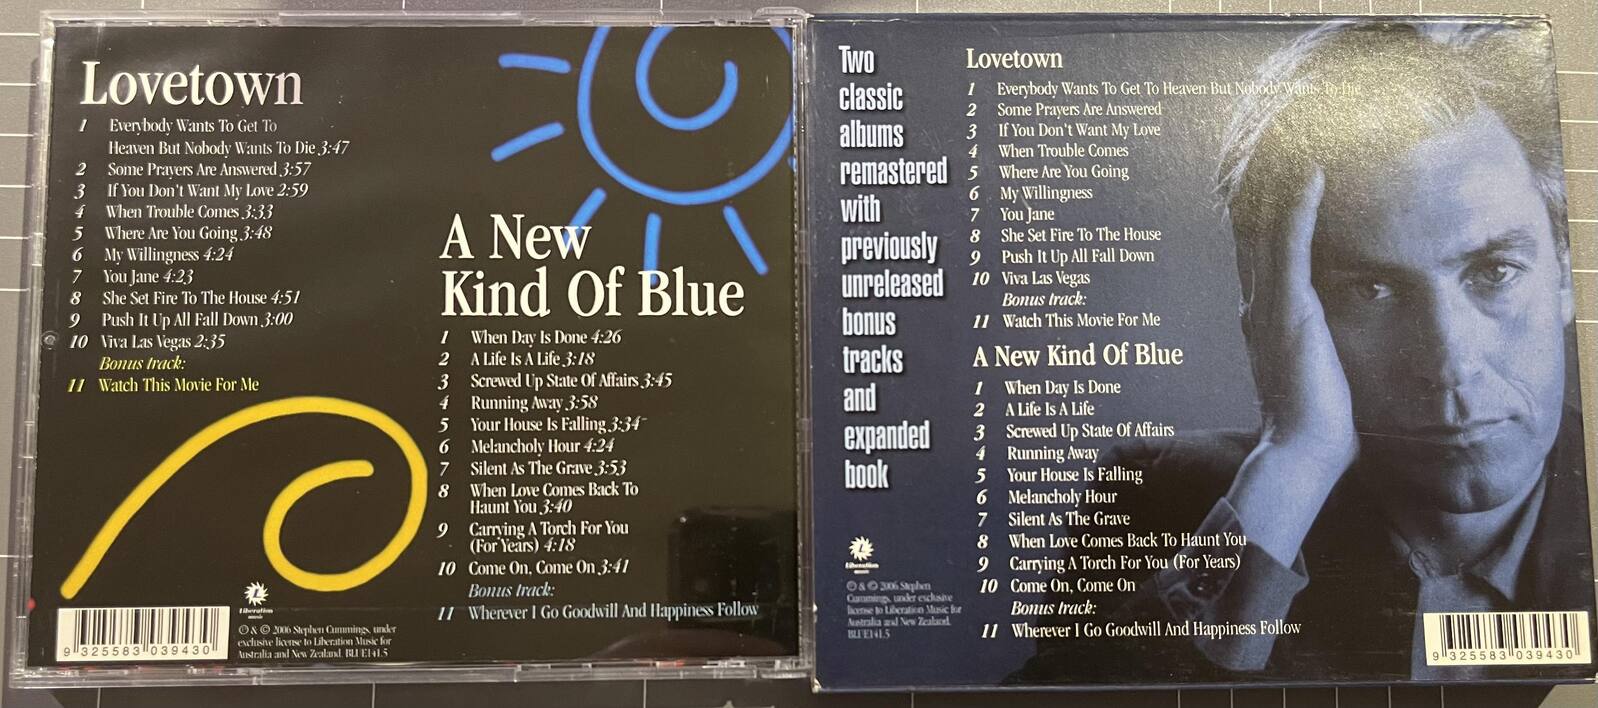 Lovetown
1 Everybody Wants To Get To
Heaven But Nobody Wants To Die 3:47
2 Some Prayers Are Answered 3:57
3 If You Don't Want My Love 2:59
4 When Trouble Comes 3:33
5 Where Are You Going 3:48
6 My Willingness 4:24
7 You Jane 4:23
8 She Set Fire To The House 4:51
9 Push It Up All Fall Down 3:00
10 Viva Las Vegas 2:35
Bonus track:
11 Watch This Movie For Me
A New
Kind Of Blue
1 When Day Is Done 4:26
2 A Life Is A Life 3:18
3 Screwed Up State Of Affairs 3:45
4 Running Away 3:58
5 Your House Is Falling 3:34
6 Melancholy Hour 4:24
7 Silent As The Grave 3:53
8 When Love Comes Back To
Haunt You 3:40
9 Carrying A Torch For You
(For Years) 4:18
10 Come On, Come On 3:41
Bonus track:
11 Wherever I Go Goodwill And Happiness Follow
9 325583 039430
L
Liberation
music
℗ & © 2006 Stephen Cummings, under
exclusive license to Liberation Music for
Australia and New Zealand. BLUE141.5
Two
classic
albums
remastered
with
previously
unreleased
bonus
tracks
and
expanded
book
L
Liberation
music
℗ & © 2006 Stephen
Cummings, under exclusive
license to Liberation Music for
Australia and New Zealand.
BLUE141.5
Lovetown
1 Everybody Wants To Get To Heaven But Nobody Wants To Die
2 Some Prayers Are Answered
3 If You Don't Want My Love
4 When Trouble Comes
5 Where Are You Going
6 My Willingness
7 You Jane
8 She Set Fire To The House
9 Push It Up All Fall Down
10 Viva Las Vegas
Bonus track:
11 Watch This Movie For Me
A New Kind Of Blue
1 When Day Is Done
2 A Life Is A Life
3 Screwed Up State Of Affairs
4 Running Away
5 Your House Is Falling
6 Melancholy Hour
7 Silent As The Grave
8 When Love Comes Back To Haunt You
9 Carrying A Torch For You (For Years)
10 Come On, Come On
Bonus track:
11 Wherever I Go Goodwill And Happiness Follow
9 325583 039430